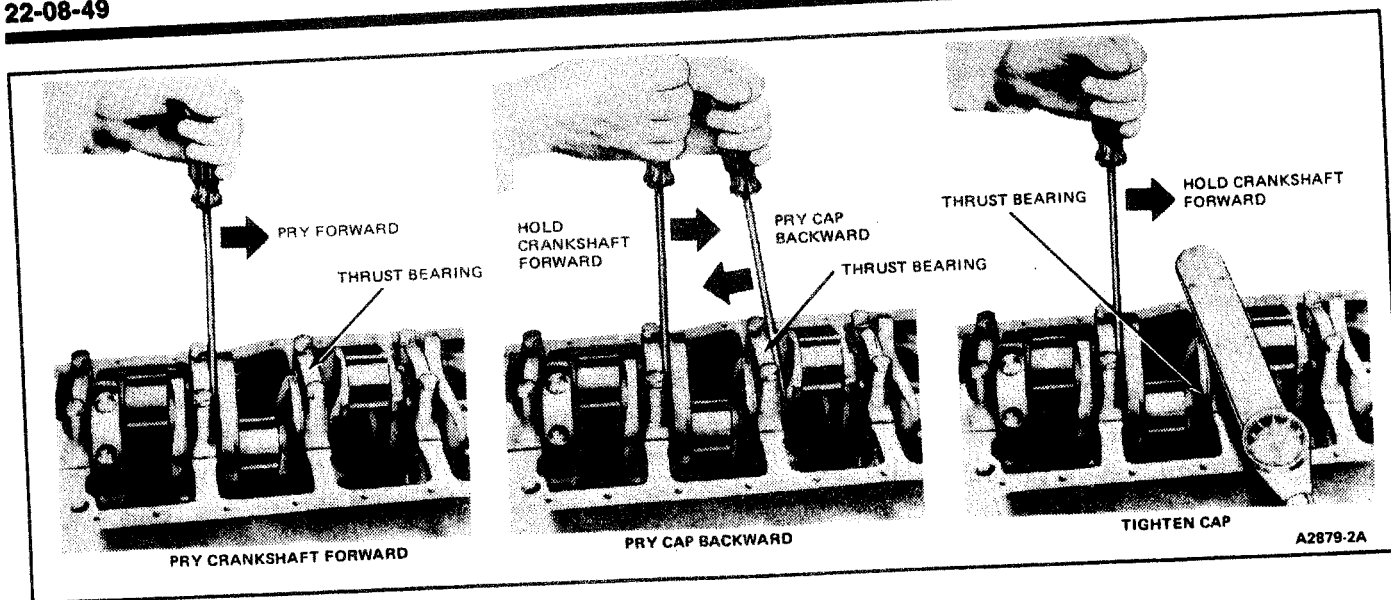 22-08-49
PRY FORWARD
THRUST BEARING
PRY CRANKSHAFT FORWARD
HOLD
CRANKSHAFT
FORWARD
PRY CAP
BACKWARD
THRUST BEARING
PRY CAP BACKWARD
THRUST BEARING
HOLD CRANKSHAFT
FORWARD
TIGHTEN CAP
A2879-2A